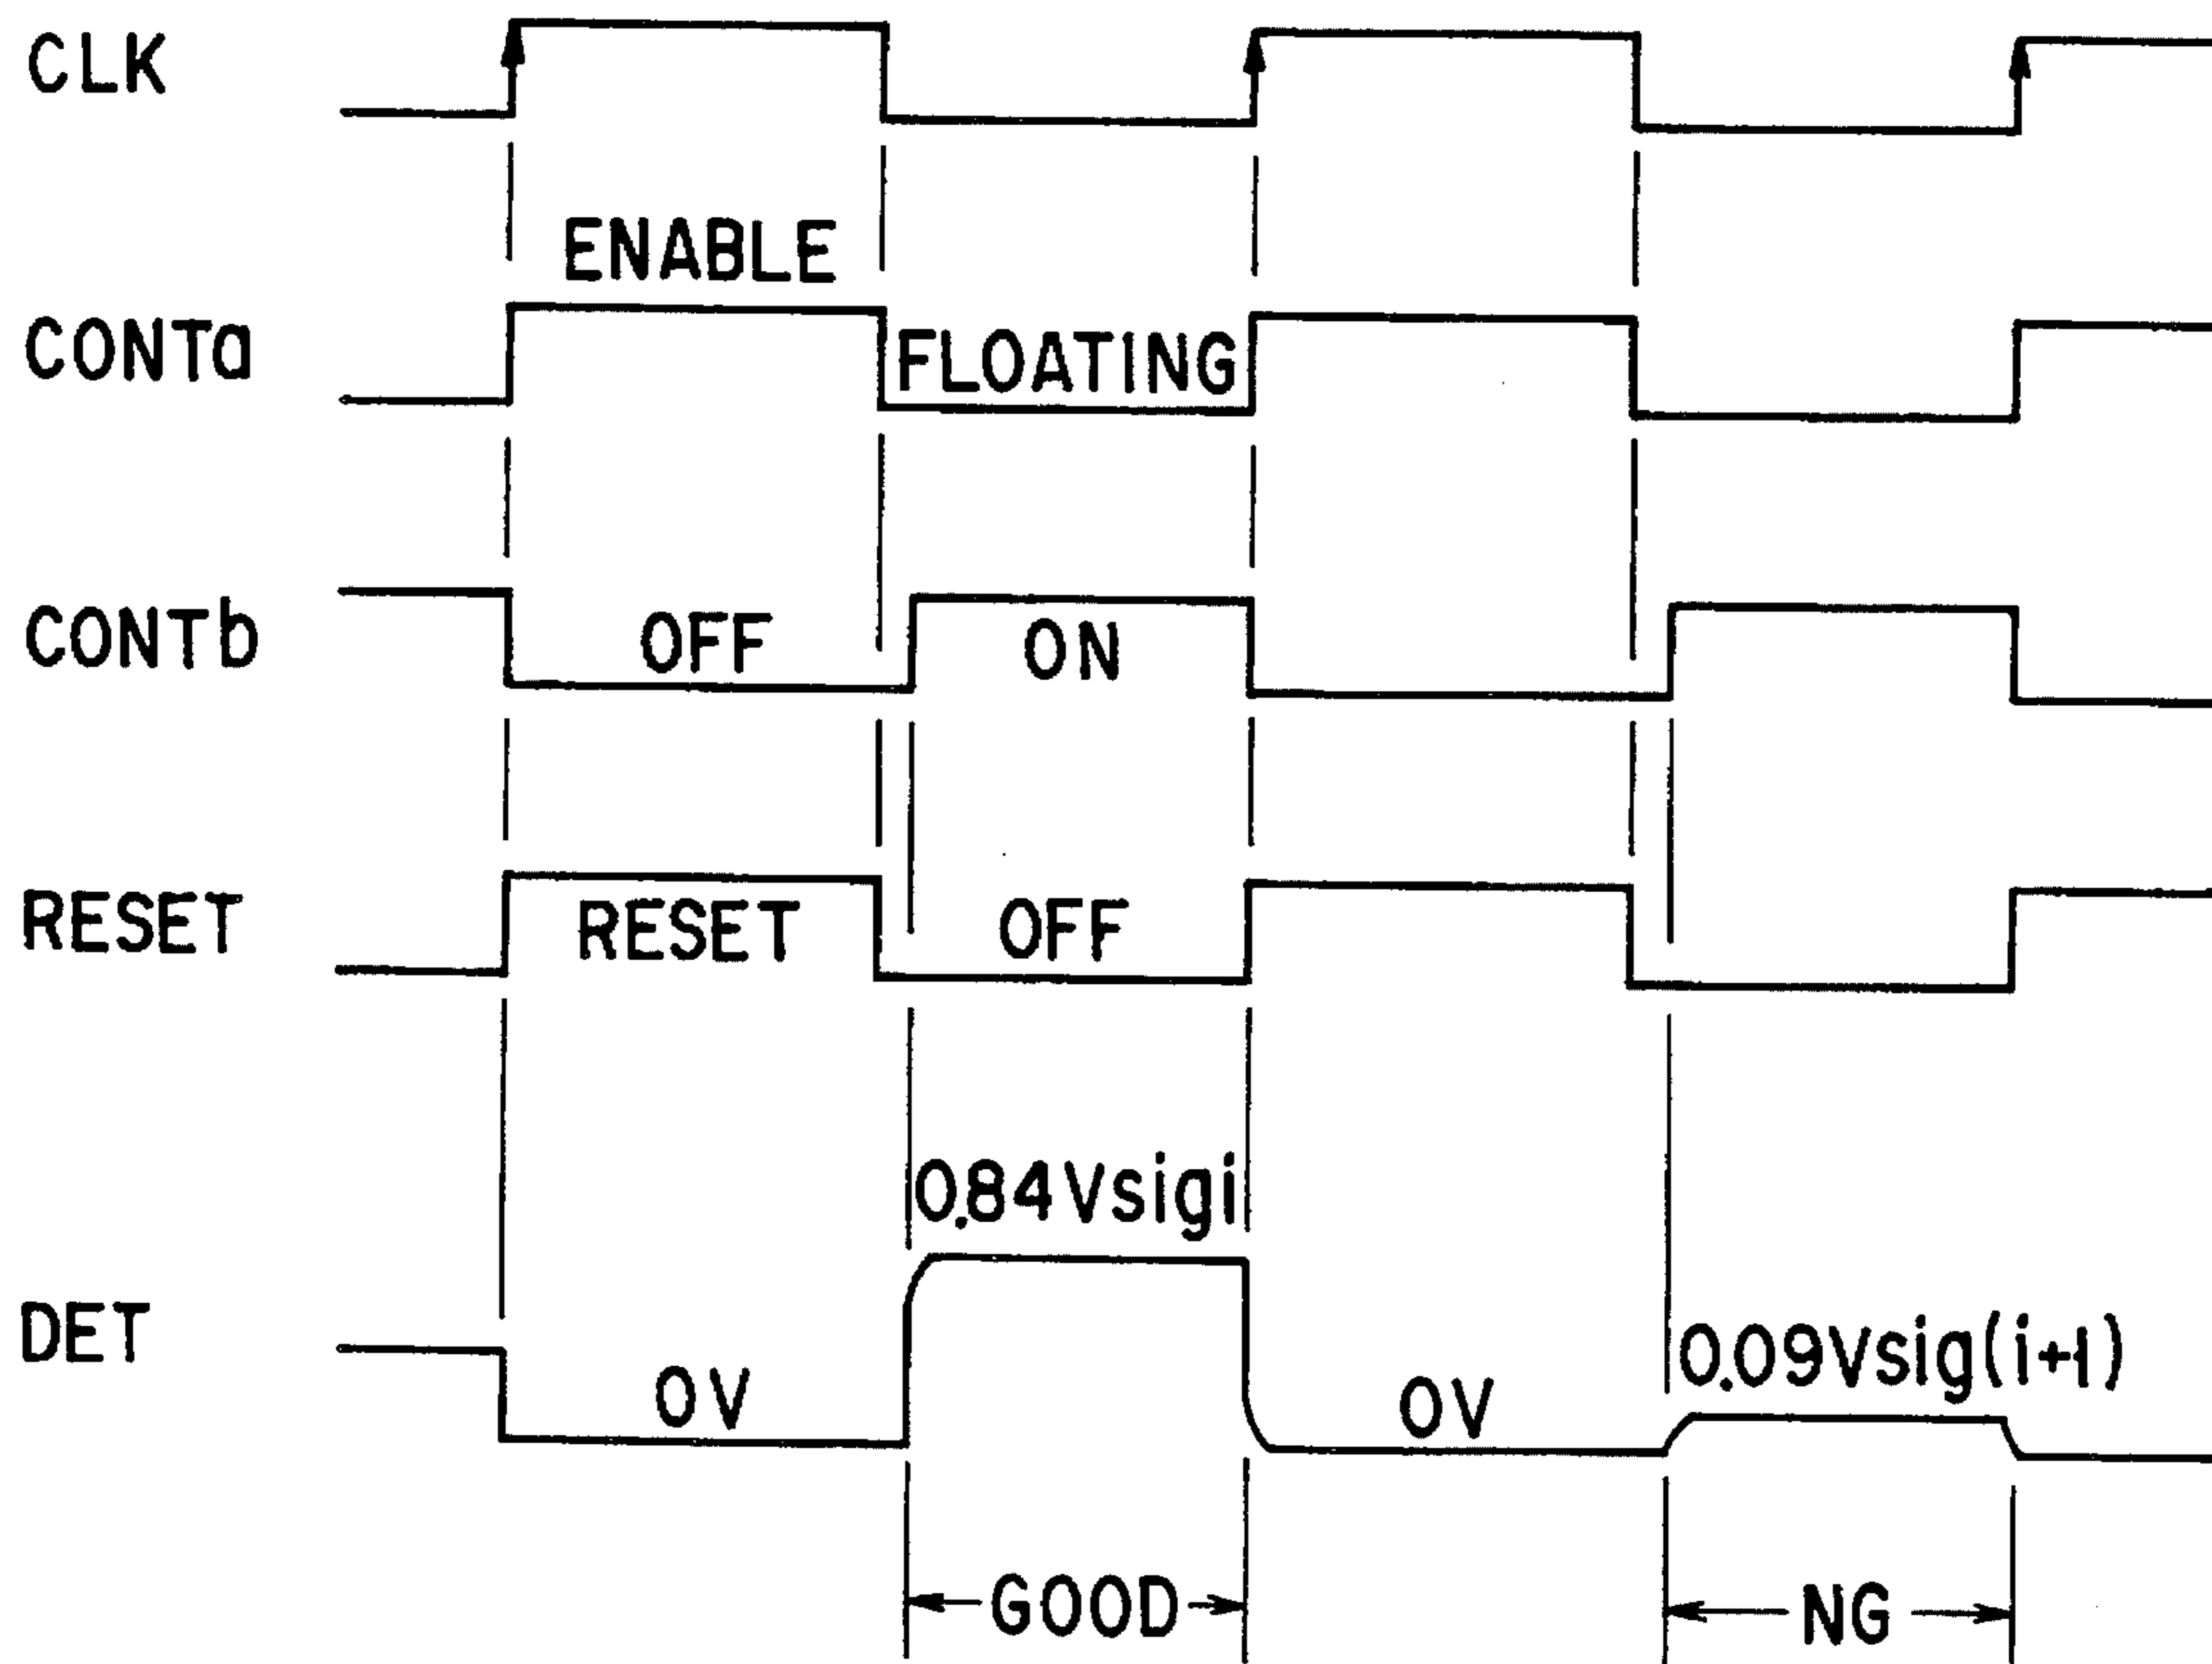 CLK
ENABLE
CONTa
FLOATING
CONTb
OFF
ON
RESET
RESET
OFF
0.84Vsigi
DET
0V
0V
0.09Vsig(i+1)
GOOD
NG